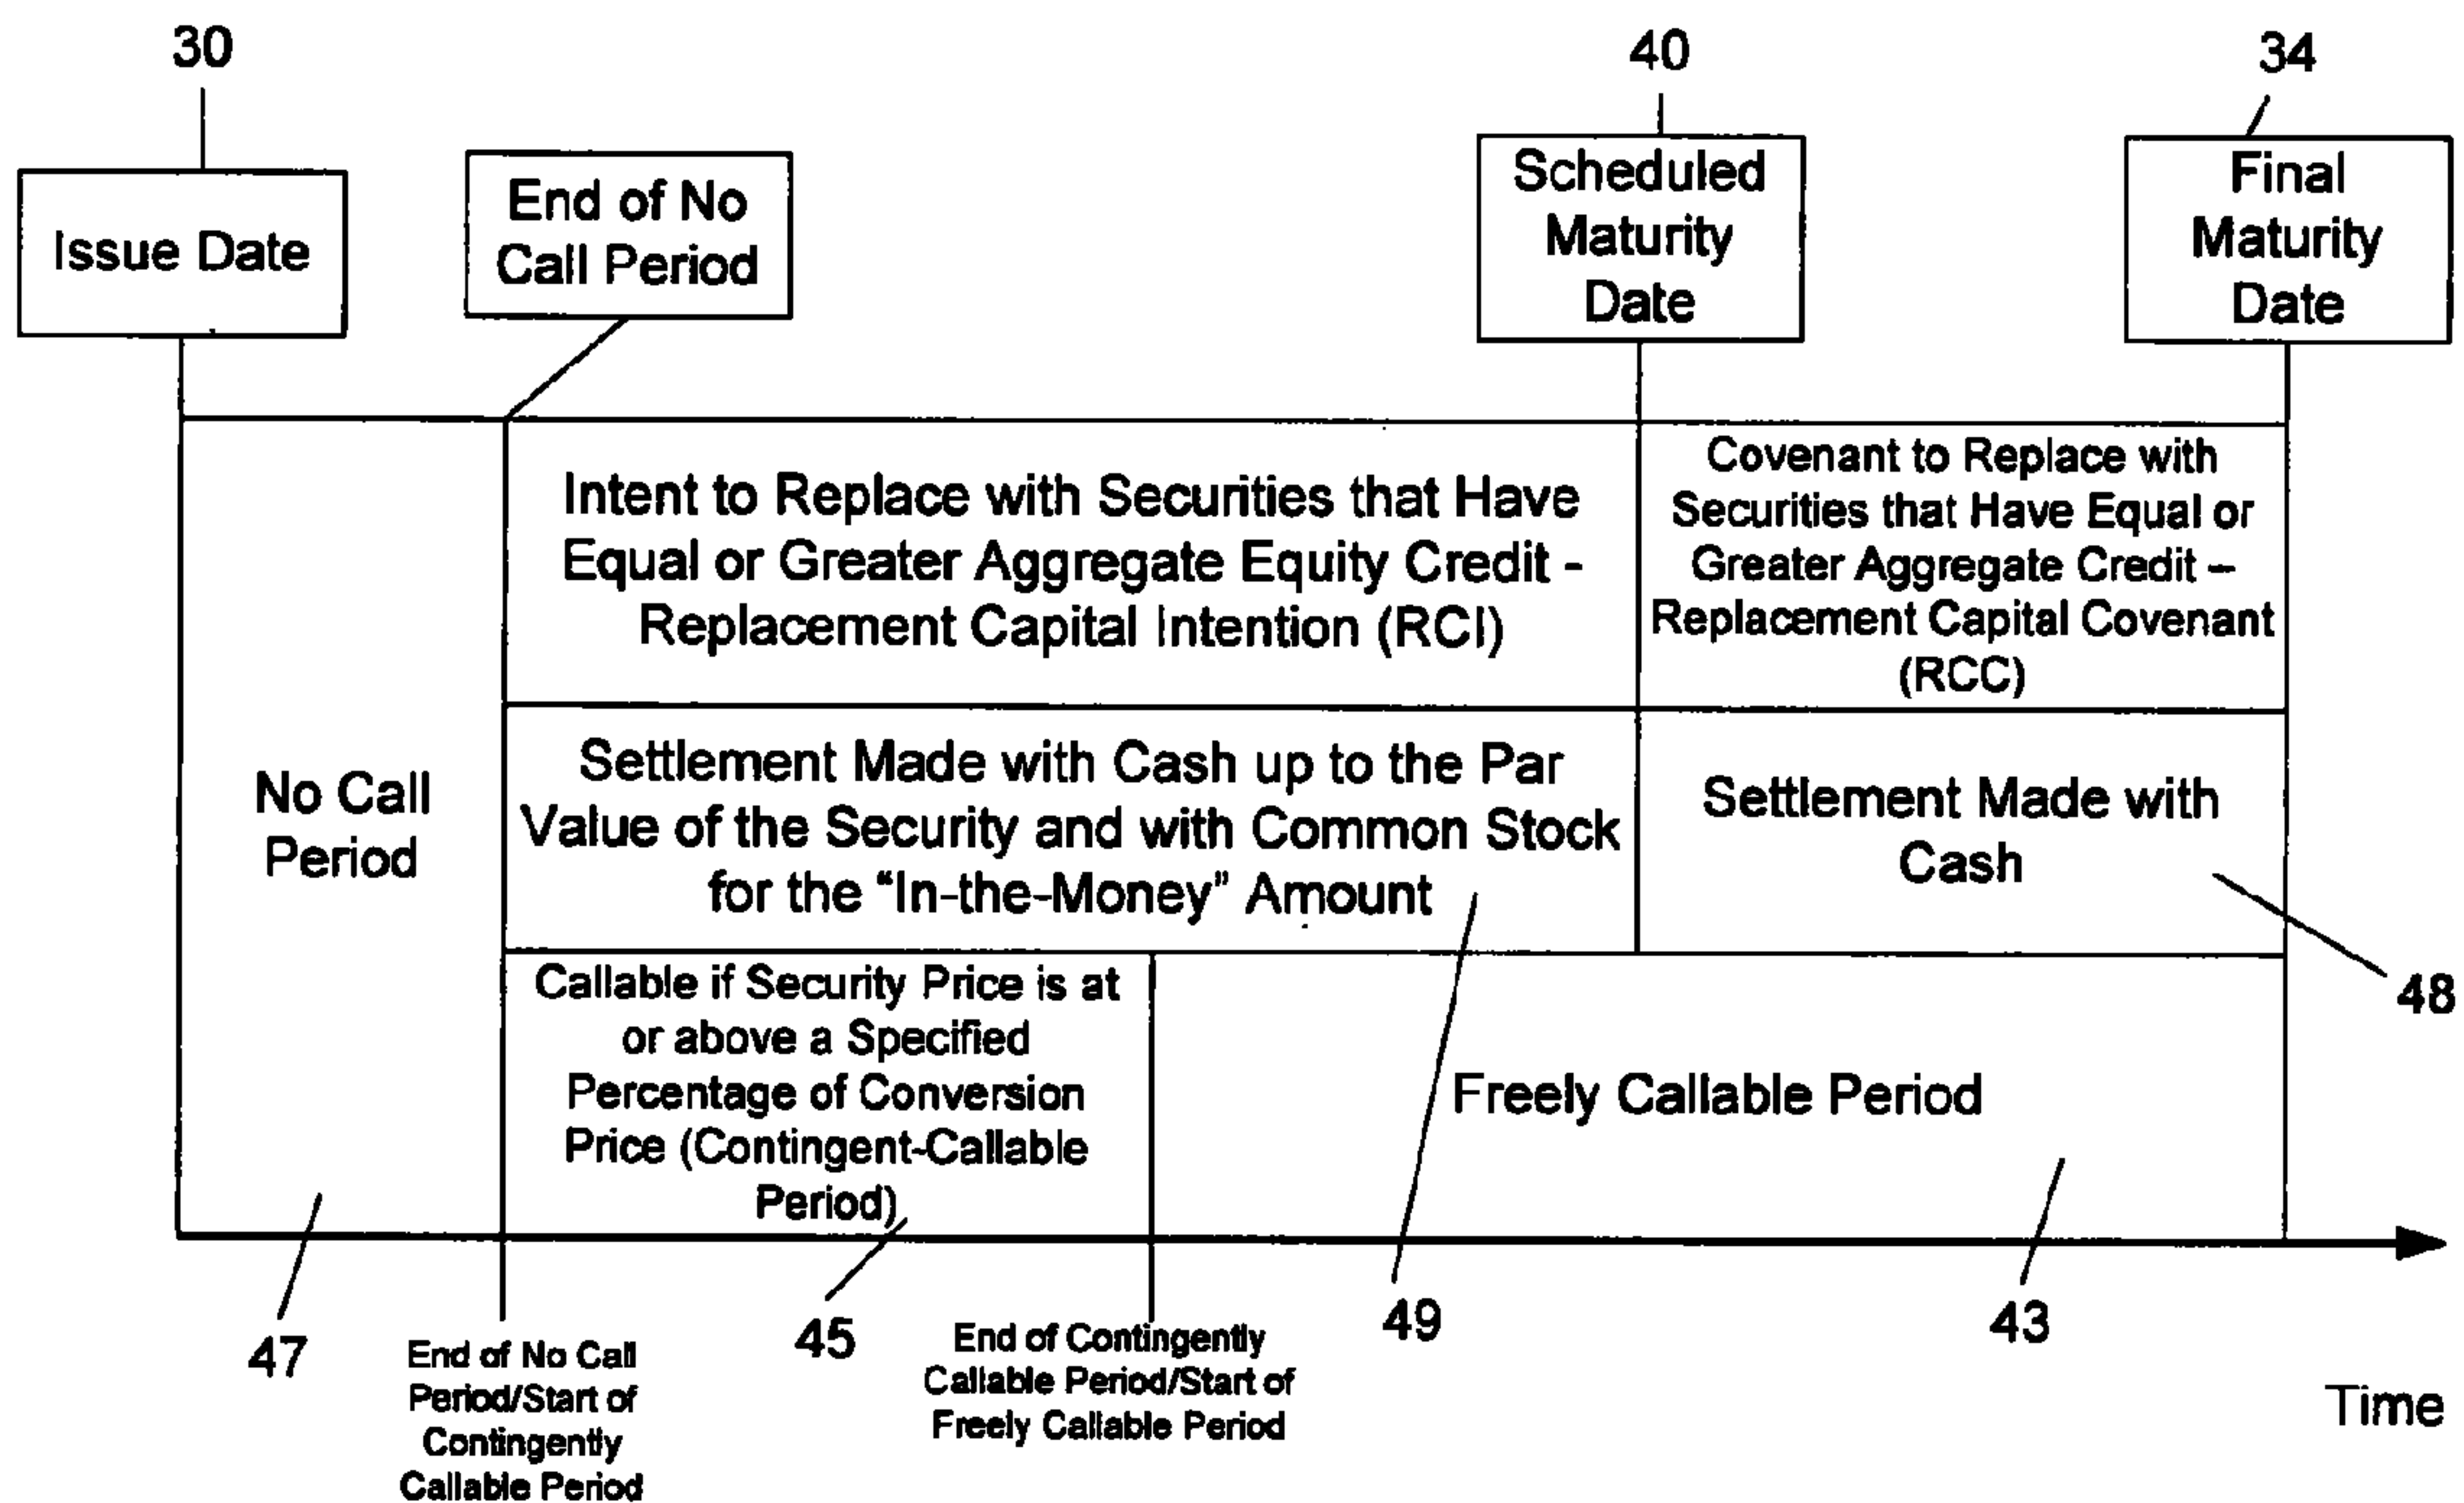 30
40
34
Issue Date
End of No
Call Period
Scheduled
Maturity
Date
Final
Maturity
Date
Intent to Replace with Securities that Have
Equal or Greater Aggregate Equity Credit -
Replacement Capital Intention (RCI)
Covenant to Replace with
Securities that Have Equal or
Greater Aggregate Credit –
Replacement Capital Covenant
(RCC)
No Call
Period
Settlement Made with Cash up to the Par
Value of the Security and with Common Stock
for the “In-the-Money” Amount
Settlement Made with
Cash
48
Callable if Security Price is at
or above a Specified
Percentage of Conversion
Price (Contingent-Callable
Period)
Freely Callable Period
47
End of No Call
Period/Start of
Contingently
Callable Period
45
End of Contingently
Callable Period/Start of
Freely Callable Period
49
43
Time